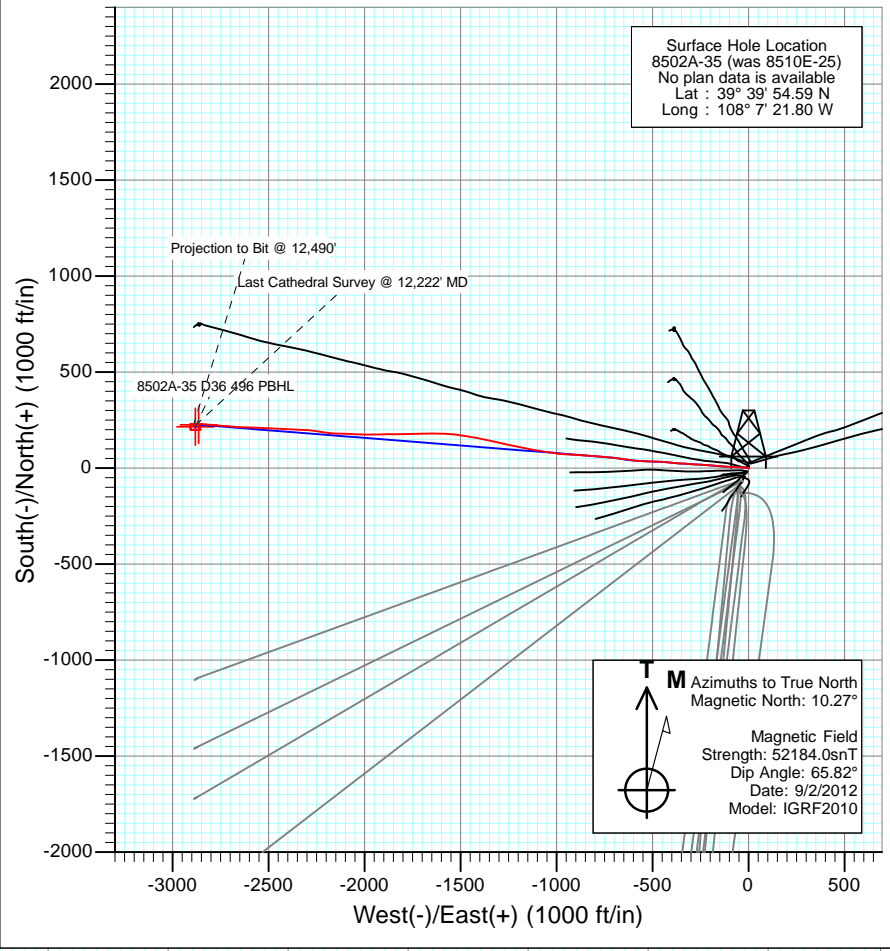 Surface Hole Location
8502A-35 (was 8510E-25)
No plan data is available
Lat : 39° 39' 54.59 N
Long : 108° 7' 21.80 W
2000
1500
1000
500
0
-500
-1000
-1500
-2000
South(-)/North(+) (1000 ft/in)
Projection to Bit @ 12,490'
Last Cathedral Survey @ 12,222' MD
8502A-35 D36 496 PBHL
T
M
Azimuths to True North
Magnetic North: 10.27°
Magnetic Field
Strength: 52184.0snT
Dip Angle: 65.82°
Date: 9/2/2012
Model: IGRF2010
-3000 -2500 -2000 -1500 -1000 -500 0 500
West(-)/East(+) (1000 ft/in)